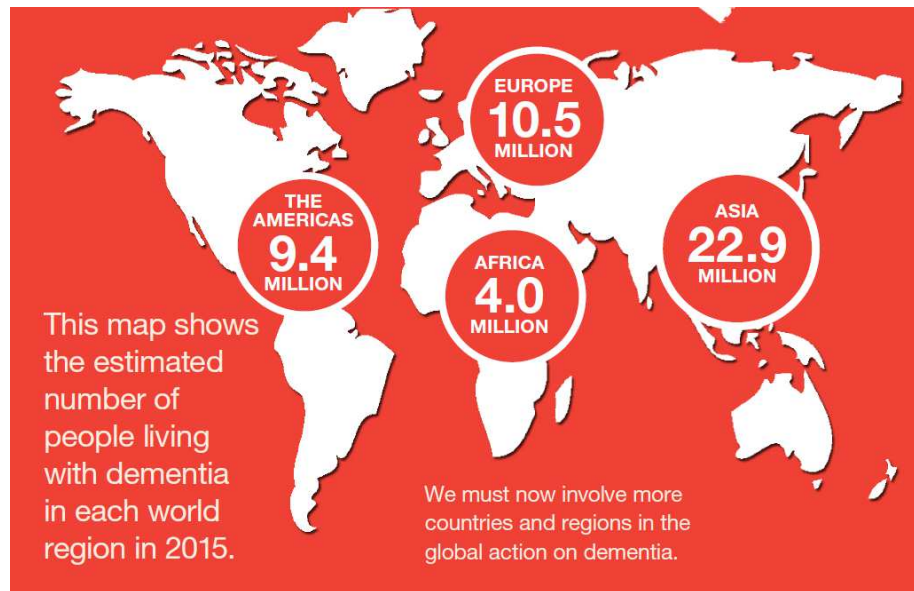 EUROPE
10.5
MILLION
THE
AMERICAS
9.4
MILLION
ASIA
22.9
MILLION
AFRICA
4.0
MILLION
This map shows
the estimated
number of
people living
with dementia
in each world
region in 2015.
We must now involve more
countries and regions in the
global action on dementia.